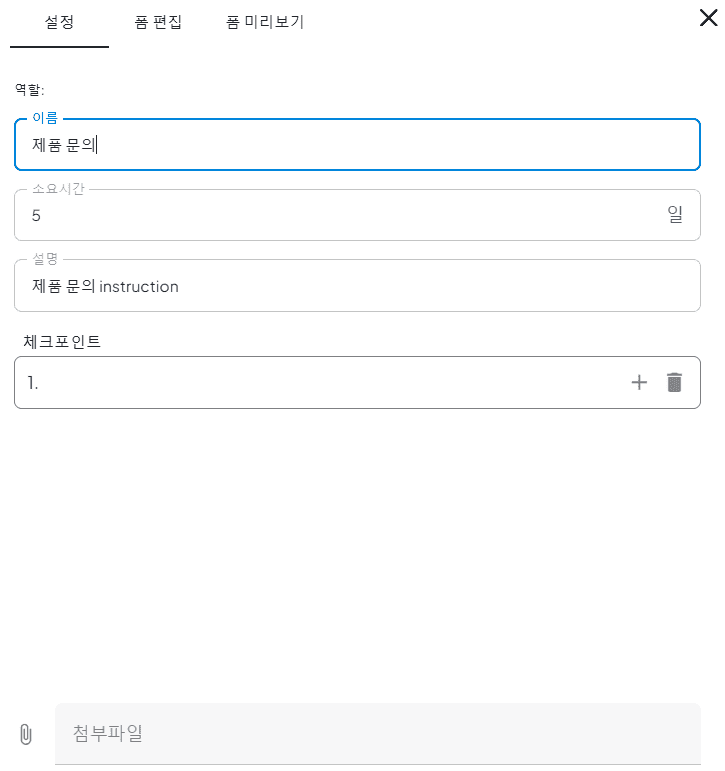 설정 폼 편집 폼 미리보기
역할:
이름
제품 문의
소요시간
5 일
설명
제품 문의 instruction
체크포인트
1.
첨부파일